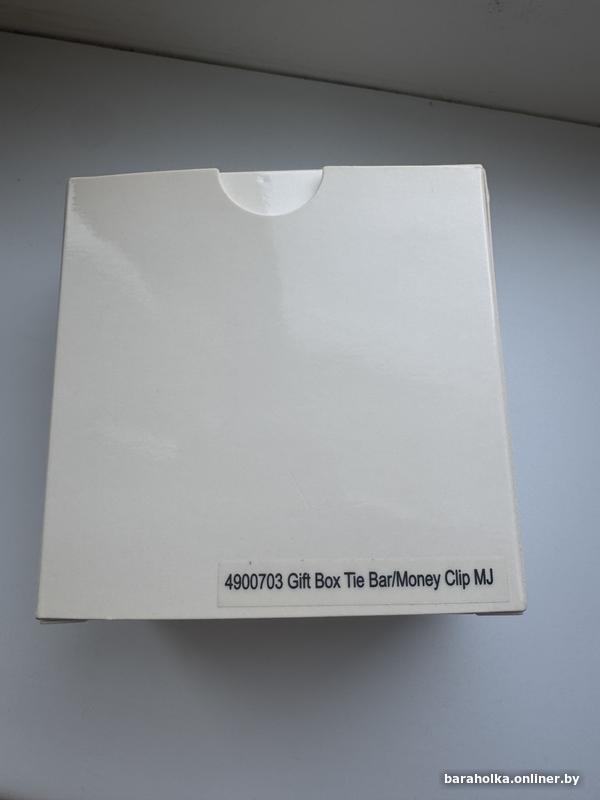 4900703 Gift Box Tie Bar/Money Clip MJ
baraholka.onliner.by